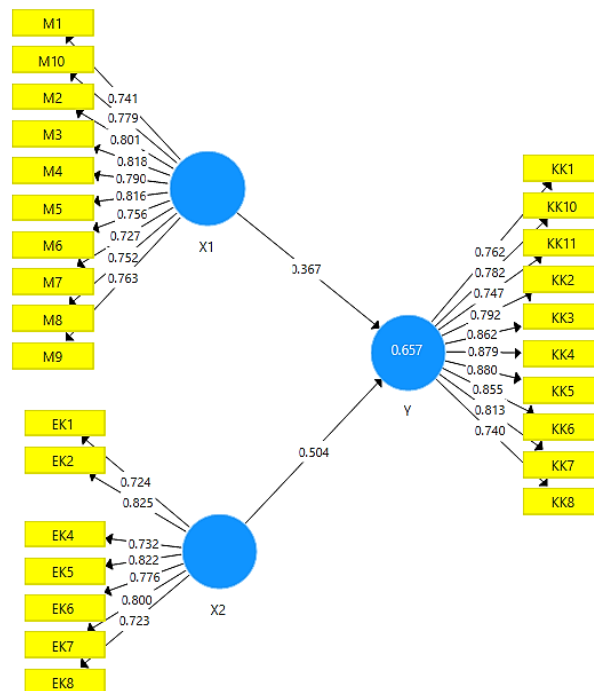 M1
M10
M2
M3
M4
M5
M6
M7
M8
M9
0.741
0.779
0.801
0.818
0.790
0.816
0.756
0.727
0.752
0.763
X1
0.367
EK1
EK2
EK4
EK5
EK6
EK7
EK8
0.724
0.825
0.732
0.822
0.776
0.800
0.723
X2
0.504
0.657
Y
0.762
0.782
0.747
0.792
0.862
0.879
0.880
0.855
0.813
0.740
KK1
KK10
KK11
KK2
KK3
KK4
KK5
KK6
KK7
KK8